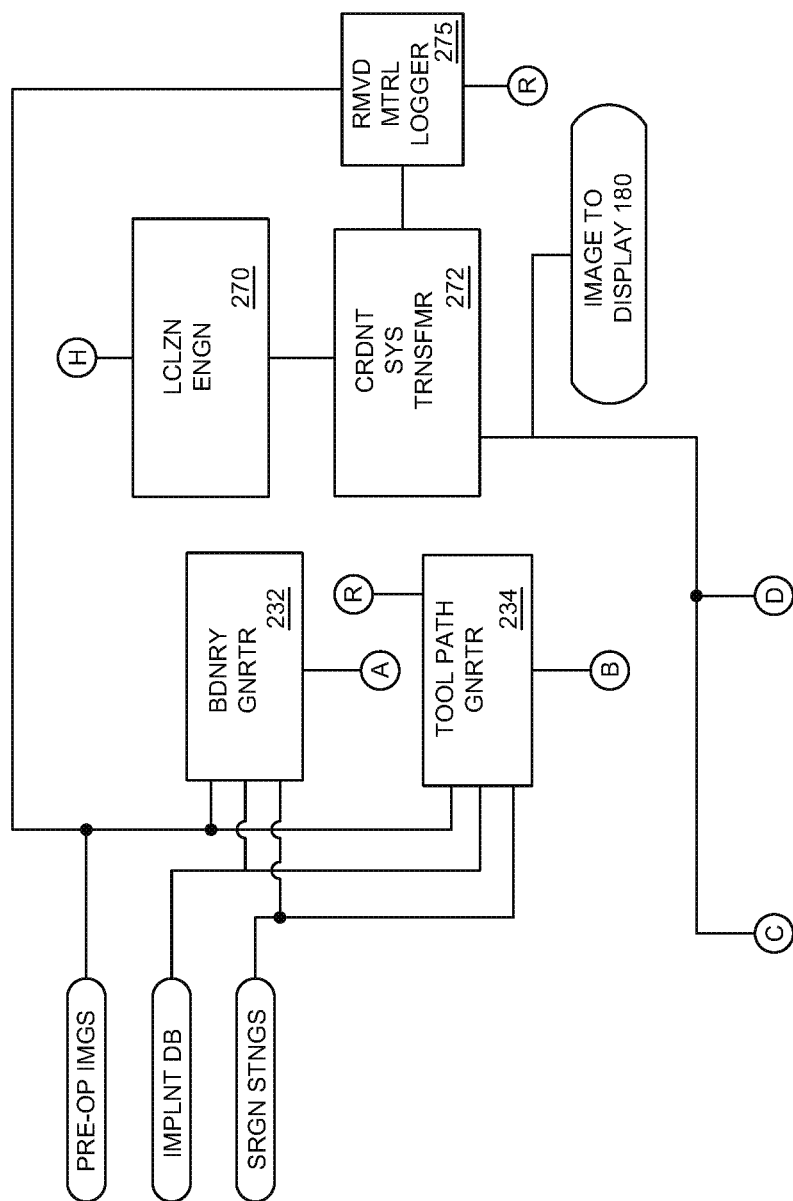 PRE-OP IMGS
IMPLNT DB
SRGN STNGS
BDNRY
GNRTR
232
A
TOOL PATH
GNRTR
234
R
B
H
LCLZN
ENGN
270
CRDNT
SYS
TRNSFMR
272
RMVD
MTRL
LOGGER
275
R
IMAGE TO
DISPLAY 180
C
D